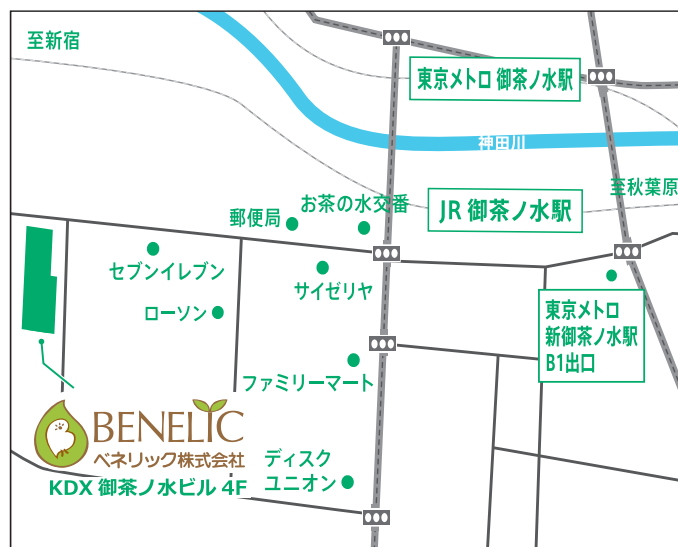 至新宿
東京メトロ 御茶ノ水駅
神田川
至秋葉原
お茶の水交番
JR 御茶ノ水駅
郵便局
セブンイレブン
サイゼリヤ
ローソン
東京メトロ
新御茶ノ水駅
B1出口
ファミリーマート
BENELIC
ベネリック株式会社
KDX 御茶ノ水ビル 4F
ディスク
ユニオン